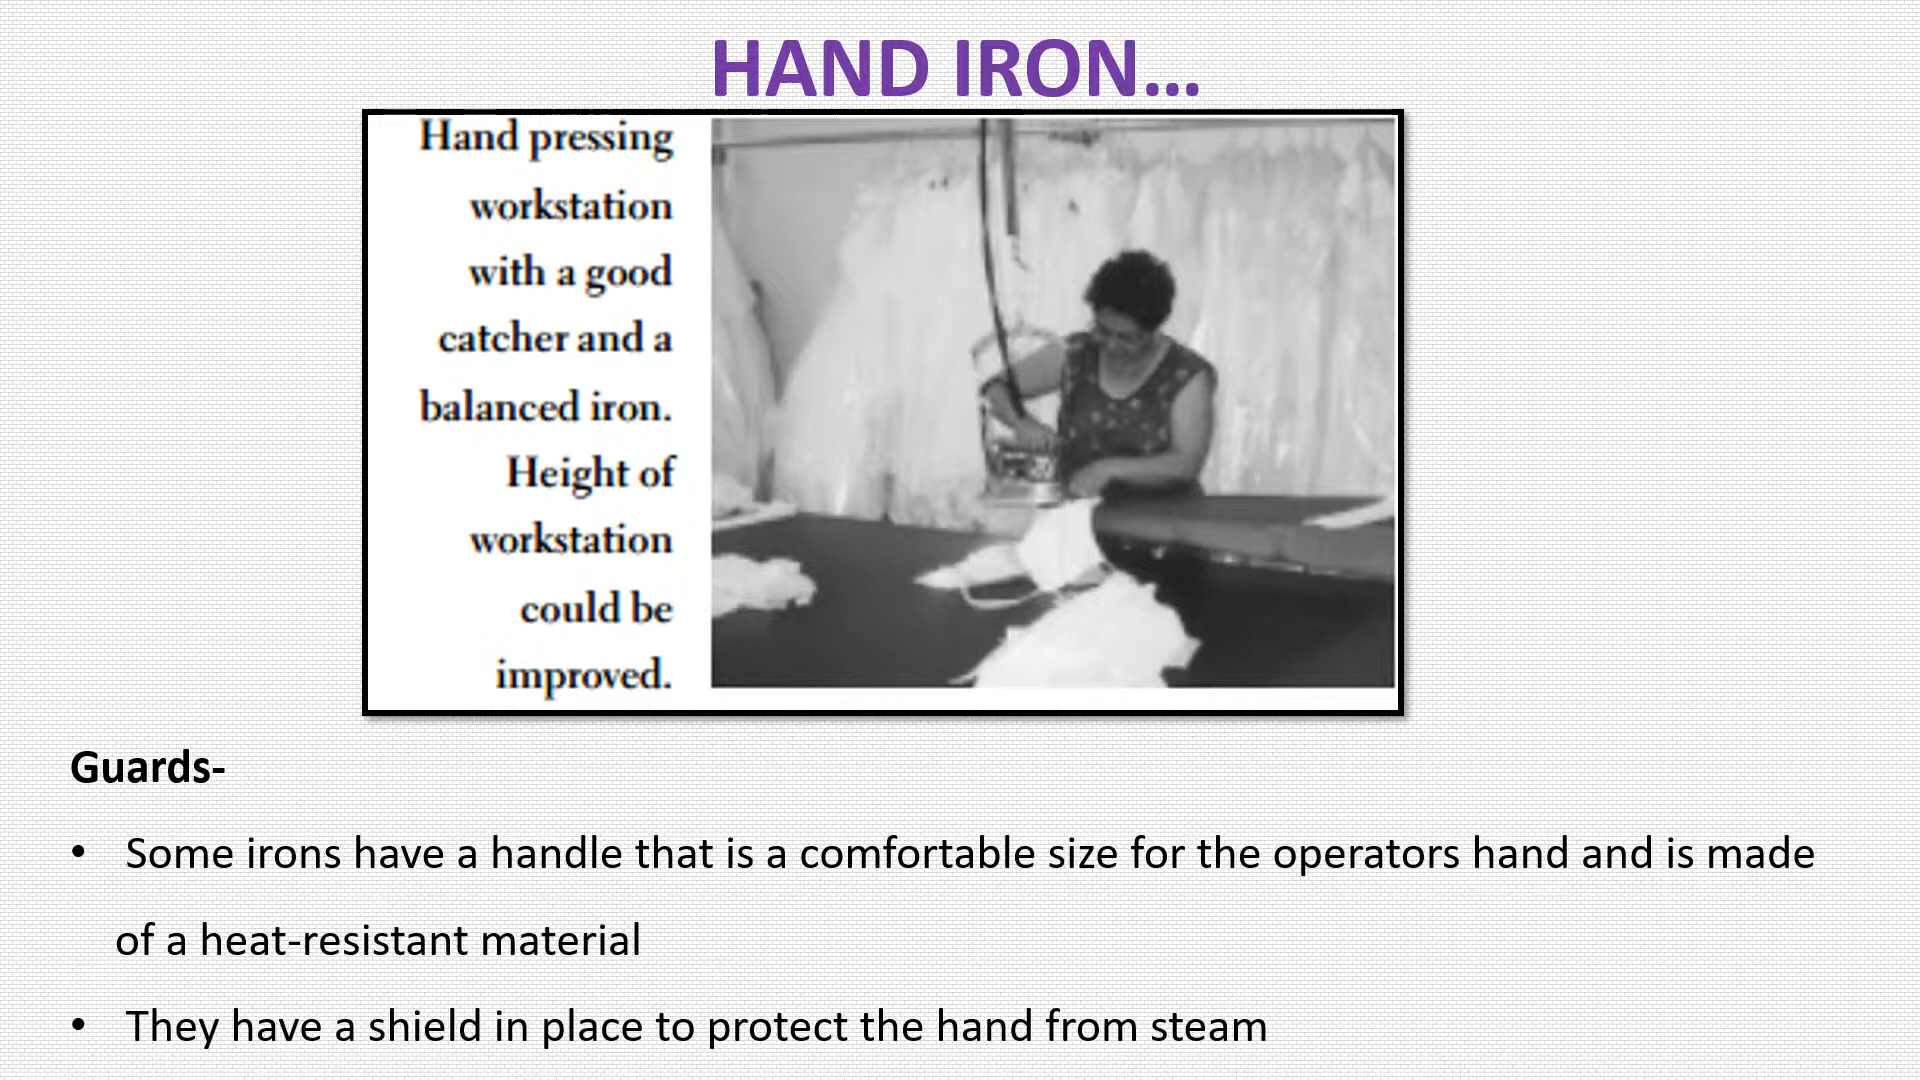 HAND IRON...
Hand pressing
workstation
with a good
catcher and a
balanced iron.
Height of
workstation
could be
improved.
Guards-
• Some irons have a handle that is a comfortable size for the operators hand and is made
of a heat-resistant material
• They have a shield in place to protect the hand from steam